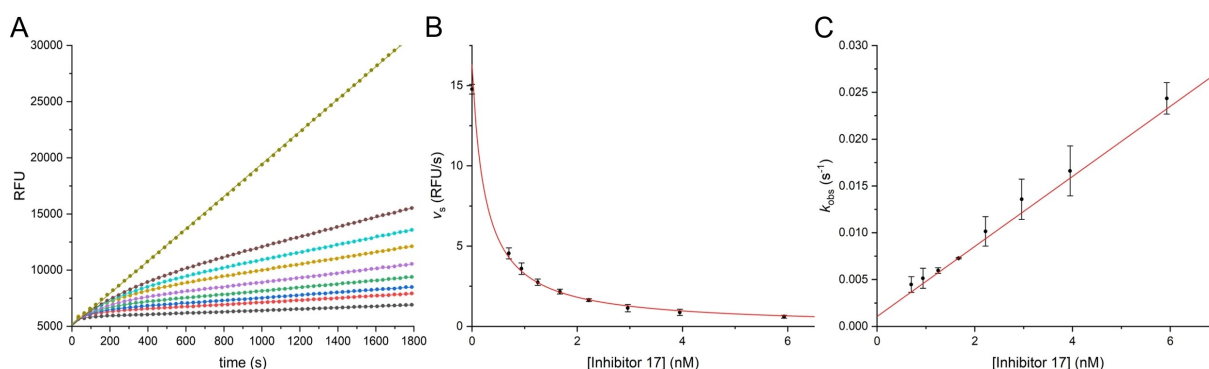 A
30000
25000
20000
15000
10000
5000
RFU
0 200 400 600 800 1000 1200 1400 1600 1800
time (s)
B
15
10
5
0
vs (RFU/s)
0 2 4 6
[Inhibitor 17] (nM)
C
0.030
0.025
0.020
0.015
0.010
0.005
0.000
kobs (s-1)
0 2 4 6
[Inhibitor 17] (nM)